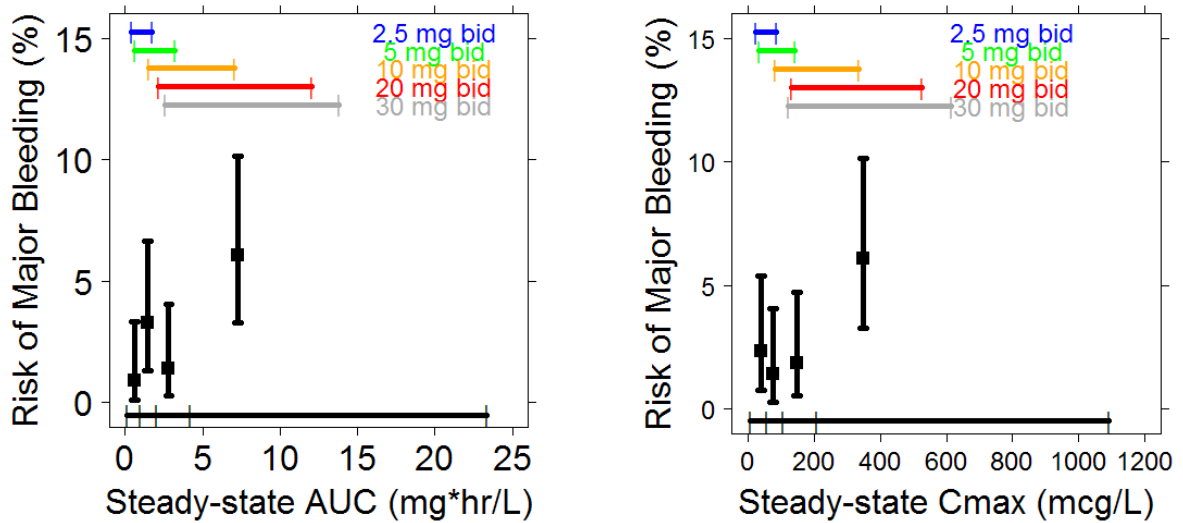 Risk of Major Bleeding (%)
15
10
5
0
2.5 mg bid
5 mg bid
10 mg bid
20 mg bid
30 mg bid
0 5 10 15 20 25
Steady-state AUC (mg*hr/L)
Risk of Major Bleeding (%)
15
10
5
0
2.5 mg bid
5 mg bid
10 mg bid
20 mg bid
30 mg bid
0 200 400 600 800 1000 1200
Steady-state Cmax (mcg/L)